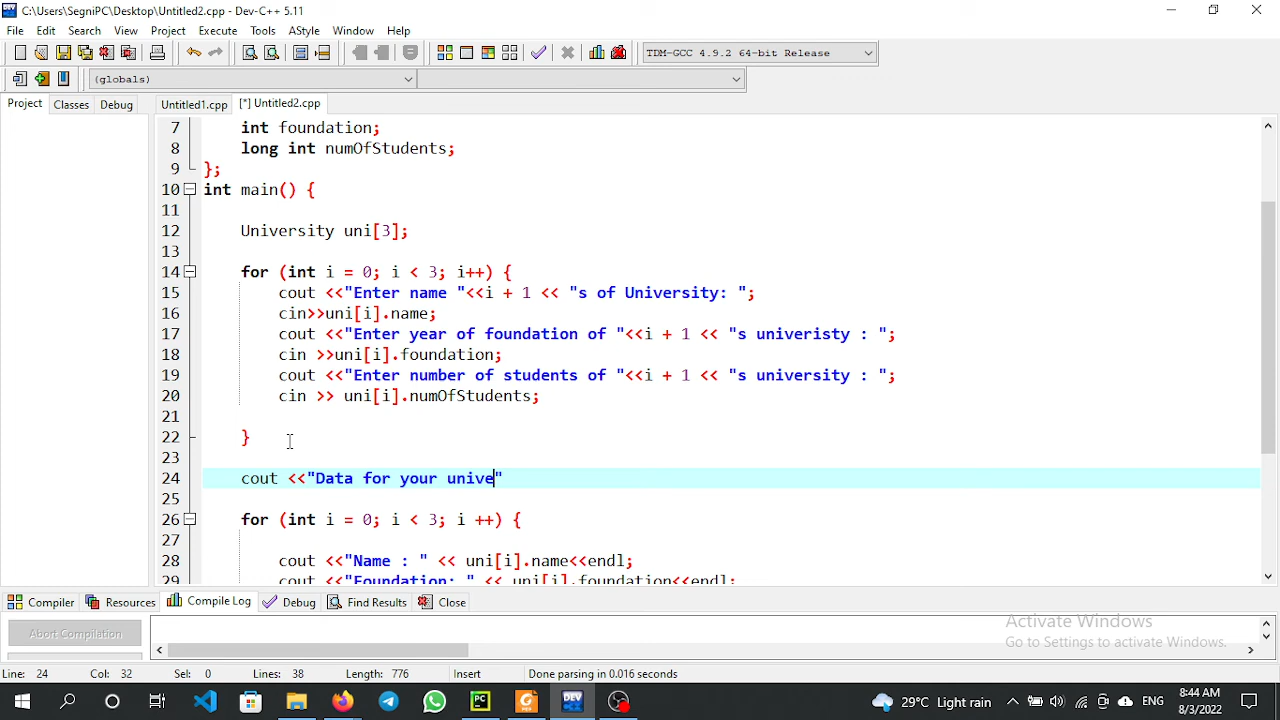 C:\Users\SegniPC\Desktop\Untitled2.cpp - Dev-C++ 5.11
File Edit Search View Project Execute Tools AStyle Window Help
TDM-GCC 4.9.2 64-bit Release
(globals)
Project Classes Debug Untitled1.cpp [*] Untitled2.cpp
7 int foundation;
8 long int numOfStudents;
9 };
10 int main() {
11
12 University uni[3];
13
14 for (int i = 0; i < 3; i++) {
15 cout <<"Enter name "<<i + 1 << "s of University: ";
16 cin>>uni[i].name;
17 cout <<"Enter year of foundation of "<<i + 1 << "s univeristy : ";
18 cin >>uni[i].foundation;
19 cout <<"Enter number of students of "<<i + 1 << "s university : ";
20 cin >> uni[i].numOfStudents;
21
22 }
23
24 cout <<"Data for your unive"
25
26 for (int i = 0; i < 3; i ++) {
27
28 cout <<"Name : " << uni[i].name<<endl;
29 cout <<"Foundation: " << uni[i].foundation<<endl;
Compiler Resources Compile Log Debug Find Results Close
Abort Compilation
Activate Windows
Go to Settings to activate Windows.
Line: 24 Col: 32 Sel: 0 Lines: 38 Length: 776 Insert Done parsing in 0.016 seconds
29°C Light rain ENG 8:44 AM
8/3/2022